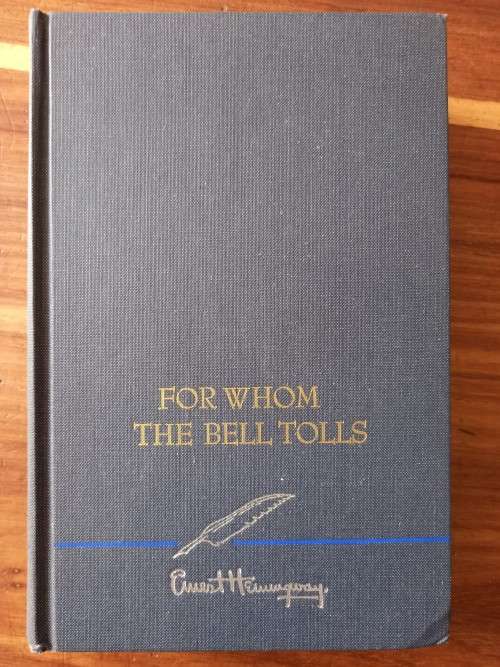 FOR WHOM
THE BELL TOLLS
Ernest Hemingway.